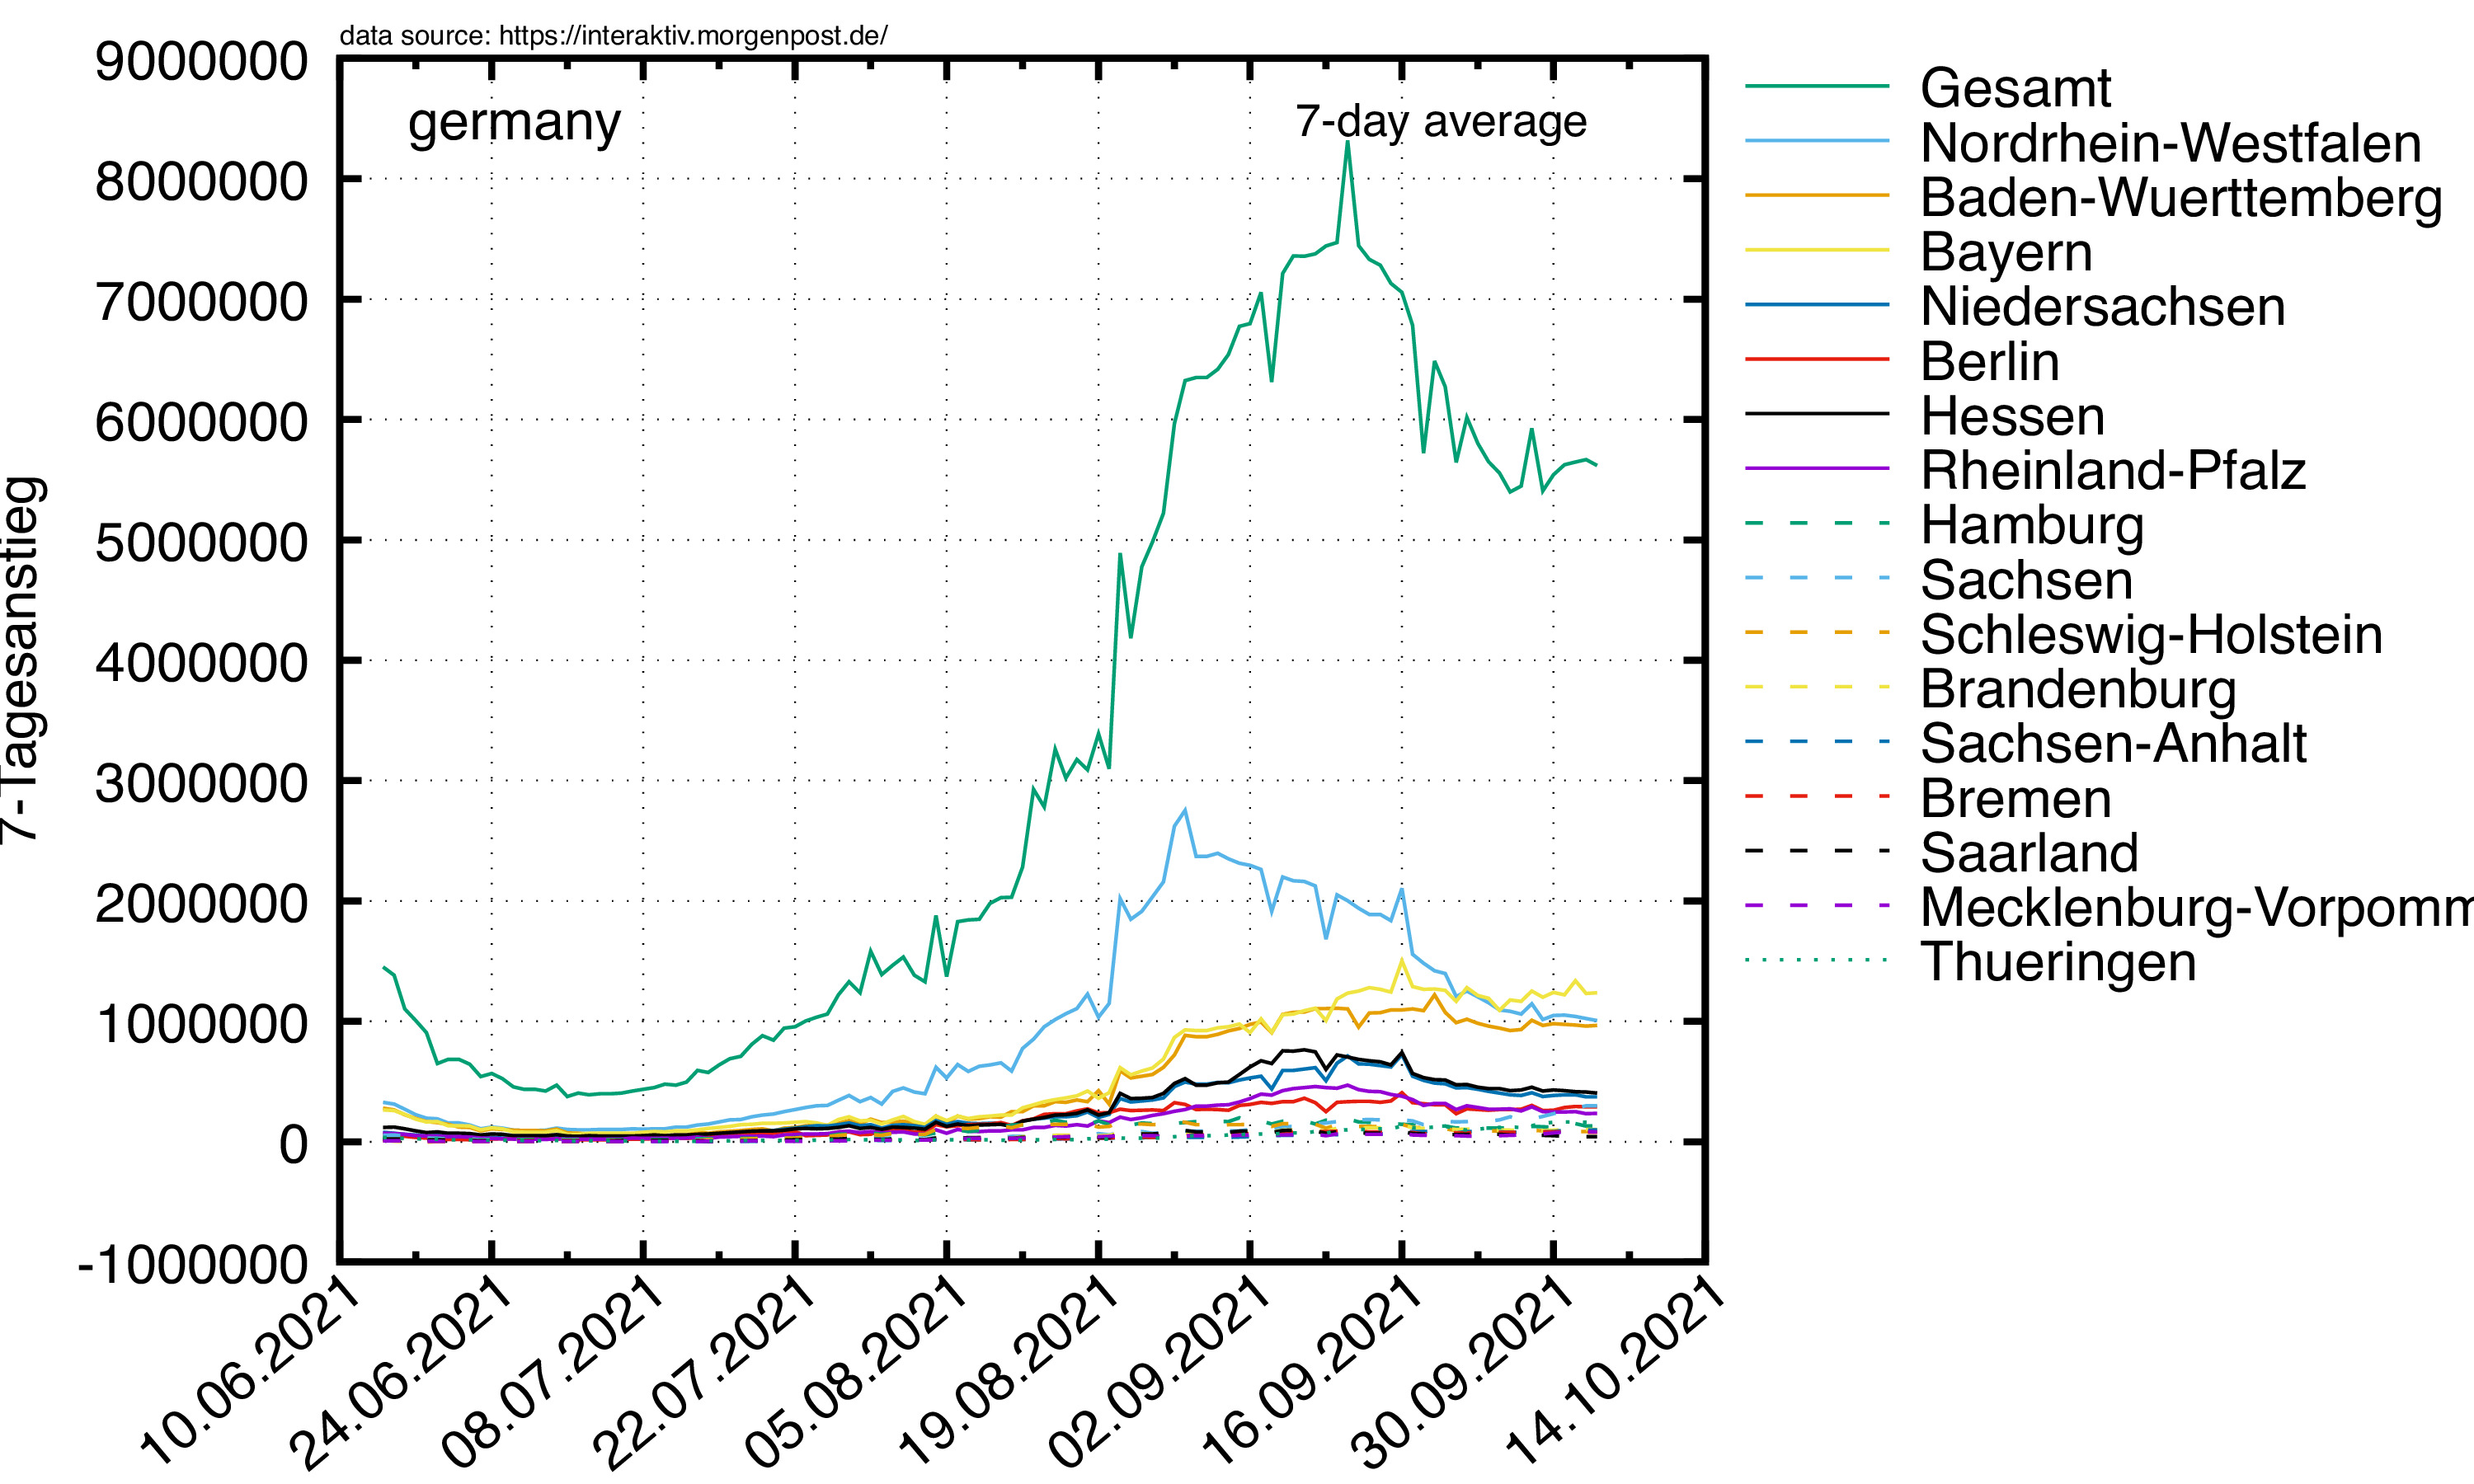 data source: https://interaktiv.morgenpost.de/
germany
7-day average
7-Tagesanstieg
9000000
8000000
7000000
6000000
5000000
4000000
3000000
2000000
1000000
0
-1000000
10.06.2021
24.06.2021
08.07.2021
22.07.2021
05.08.2021
19.08.2021
02.09.2021
16.09.2021
30.09.2021
14.10.2021
Gesamt
Nordrhein-Westfalen
Baden-Wuerttemberg
Bayern
Niedersachsen
Berlin
Hessen
Rheinland-Pfalz
Hamburg
Sachsen
Schleswig-Holstein
Brandenburg
Sachsen-Anhalt
Bremen
Saarland
Mecklenburg-Vorpomm
Thueringen